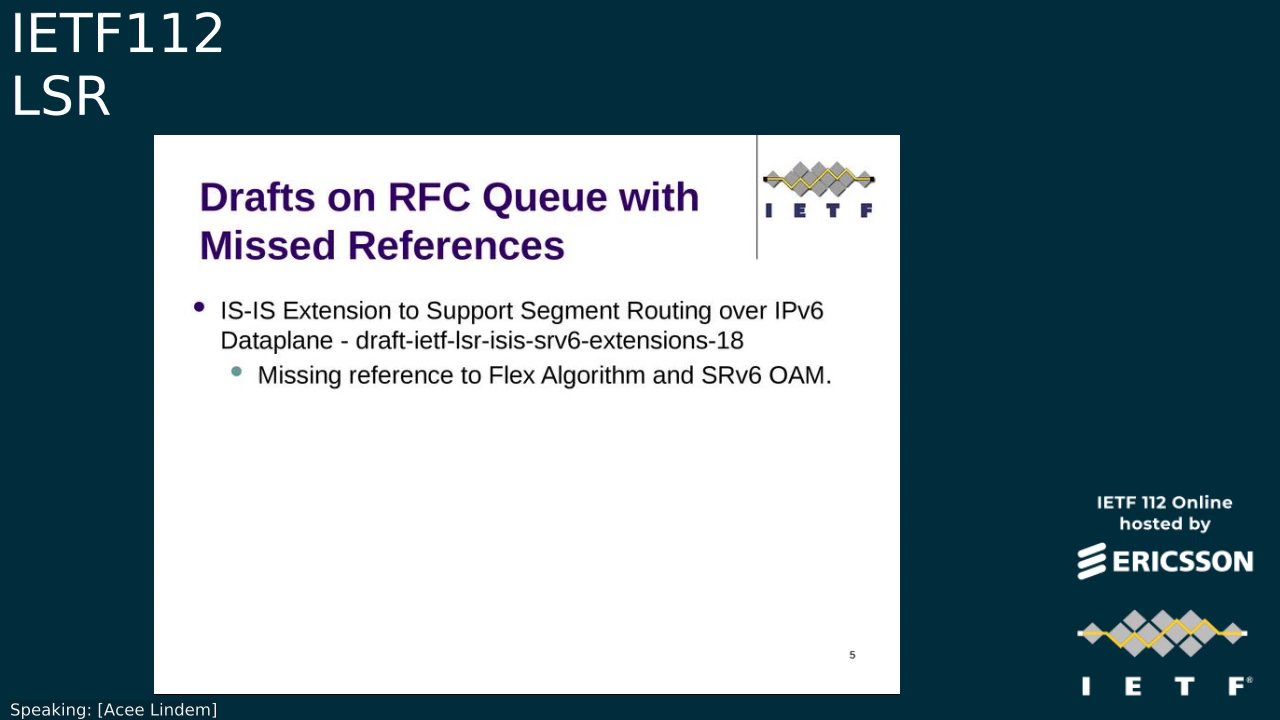 IETF112
LSR
Drafts on RFC Queue with
Missed References
I E T F
IS-IS Extension to Support Segment Routing over IPv6
Dataplane - draft-ietf-lsr-isis-srv6-extensions-18
Missing reference to Flex Algorithm and SRv6 OAM.
5
IETF 112 Online
hosted by
ERICSSON
I E T F®
Speaking: [Acee Lindem]